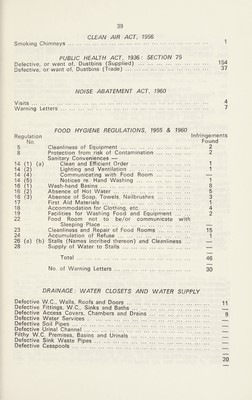 39
CLEAN AIR ACT, 1956
Smoking Chimneys ... 1
PUBLIC HEALTH ACT, 1936 : SECTION 75
Defective, or want of, Dustbins (Supplied) ... 154
Defective, or want of, Dustbins (Trade) ... 37
NOISE ABATEMENT ACT, 1960
Visits ... 4
Warning Letters ... 7
FOOD HYGIENE REGULATIONS, 1955 & 1960
Regulation No. Infringements Found
5 Cleanliness of Equipment ... 2
8 Protection from risk of Contamination ... 2
Sanitary Conveniences —
14 (1) (a) Clean and Efficient Order ... 1
14 (2) Lighting and Ventilation ... 1
14 (4) Communicating with Food Room ... —
14 (5) Notices re Hand Washing ... 1
16 (1) Wash-hand Basins ... 8
16 (2) Absence of Hot Water ... 5
16 (3) Absence of Soap, Towels, Nailbrushes ... 3
17 First Aid Materials ... 1
18 Accommodation for Clothing, etc. ... 4
19 Facilities for Washing Food and Equipment ...
22 Food Room not to be/or communicate with
Sleeping Place ... —
23 Cleanliness and Repair of Food Rooms ... 15
24 Accumulation of Refuse ... 1
26 (a) (h) Stalls (Names incribed thereon) and Cleanliness —
28 Supply of Water to Stalls ...
Total ... 46
No. of Warning Letters ... 30
DRAINAGE : WATER CLOSETS AND WATER SUPPLY
Defective W.C., Walls, Roofs and Doors ... 11
Defective Fittings, W.C., Sinks and Baths ... —
Defective Access Covers, Chambers and Drains ... 9
Defective Water Services ... —
Defective Soil Pipes ... —
Defective Urinal Channel ... —
Filthy W.C. Premises, Basins and Urinals ... —
Defective Sink Waste Pipes ... —
Defective Cesspools ... —
20